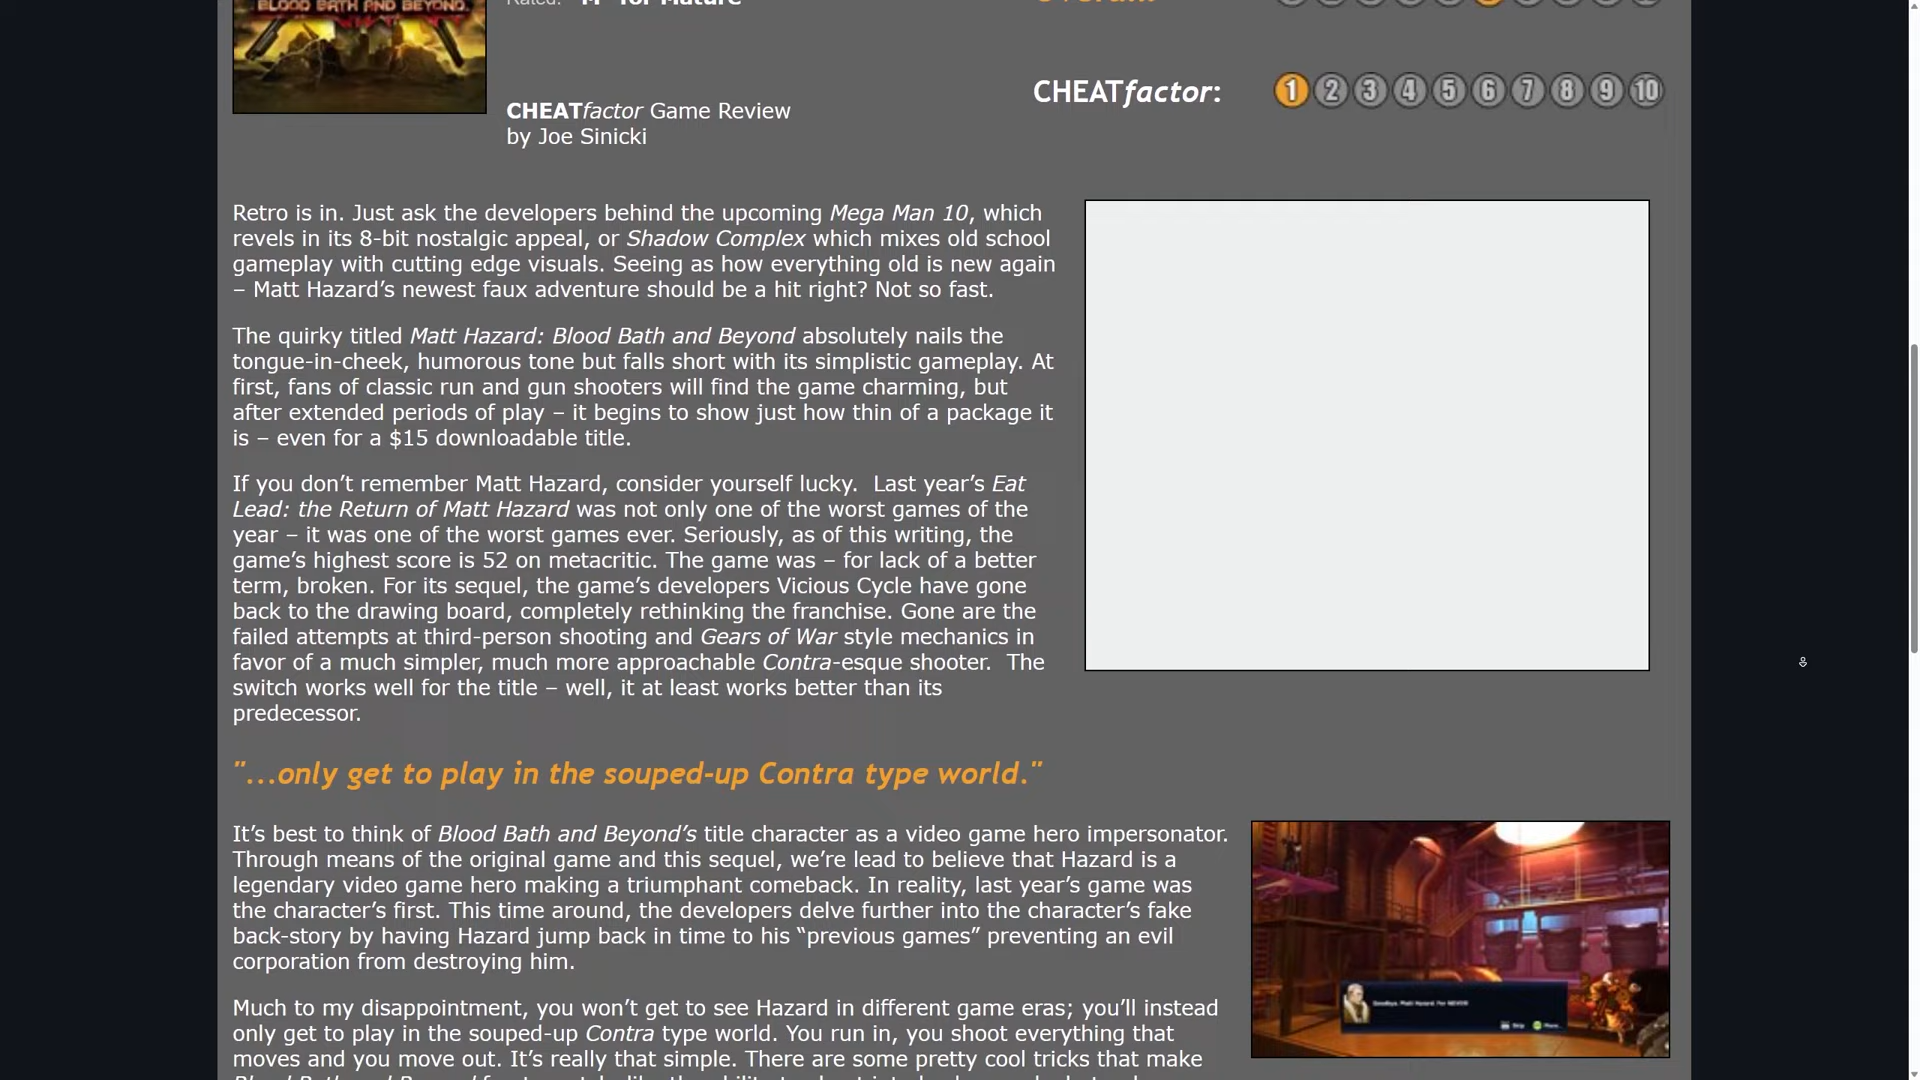 BLOOD BATH AND BEYOND
Rated: "M" for Mature
Overall:
CHEATfactor:
1 2 3 4 5 6 7 8 9 10
CHEATfactor Game Review
by Joe Sinicki
Retro is in. Just ask the developers behind the upcoming Mega Man 10, which
revels in its 8-bit nostalgic appeal, or Shadow Complex which mixes old school
gameplay with cutting edge visuals. Seeing as how everything old is new again
– Matt Hazard’s newest faux adventure should be a hit right? Not so fast.
The quirky titled Matt Hazard: Blood Bath and Beyond absolutely nails the
tongue-in-cheek, humorous tone but falls short with its simplistic gameplay. At
first, fans of classic run and gun shooters will find the game charming, but
after extended periods of play – it begins to show just how thin of a package it
is – even for a $15 downloadable title.
If you don’t remember Matt Hazard, consider yourself lucky.  Last year’s Eat
Lead: the Return of Matt Hazard was not only one of the worst games of the
year – it was one of the worst games ever. Seriously, as of this writing, the
game’s highest score is 52 on metacritic. The game was – for lack of a better
term, broken. For its sequel, the game’s developers Vicious Cycle have gone
back to the drawing board, completely rethinking the franchise. Gone are the
failed attempts at third-person shooting and Gears of War style mechanics in
favor of a much simpler, much more approachable Contra-esque shooter.  The
switch works well for the title – well, it at least works better than its
predecessor.
"...only get to play in the souped-up Contra type world."
It’s best to think of Blood Bath and Beyond’s title character as a video game hero impersonator.
Through means of the original game and this sequel, we’re lead to believe that Hazard is a
legendary video game hero making a triumphant comeback. In reality, last year’s game was
the character’s first. This time around, the developers delve further into the character’s fake
back-story by having Hazard jump back in time to his “previous games” preventing an evil
corporation from destroying him.
Goodbye, Matt Hazard. For NEVER!
Skip
More...
Much to my disappointment, you won’t get to see Hazard in different game eras; you’ll instead
only get to play in the souped-up Contra type world. You run in, you shoot everything that
moves and you move out. It’s really that simple. There are some pretty cool tricks that make